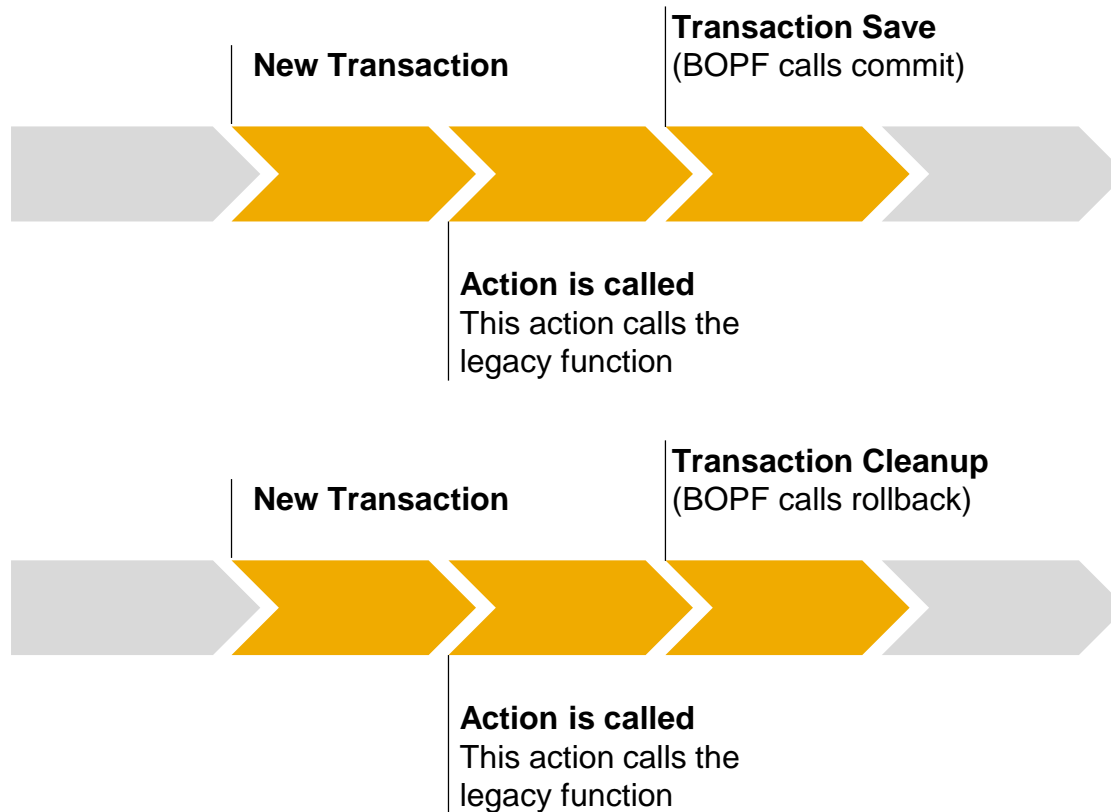 Transaction Save
New Transaction
(BOPF calls commit)
Action is called
This action calls the
legacy function
Transaction Cleanup
New Transaction
(BOPF calls rollback)
Action is called
This action calls the
legacy function